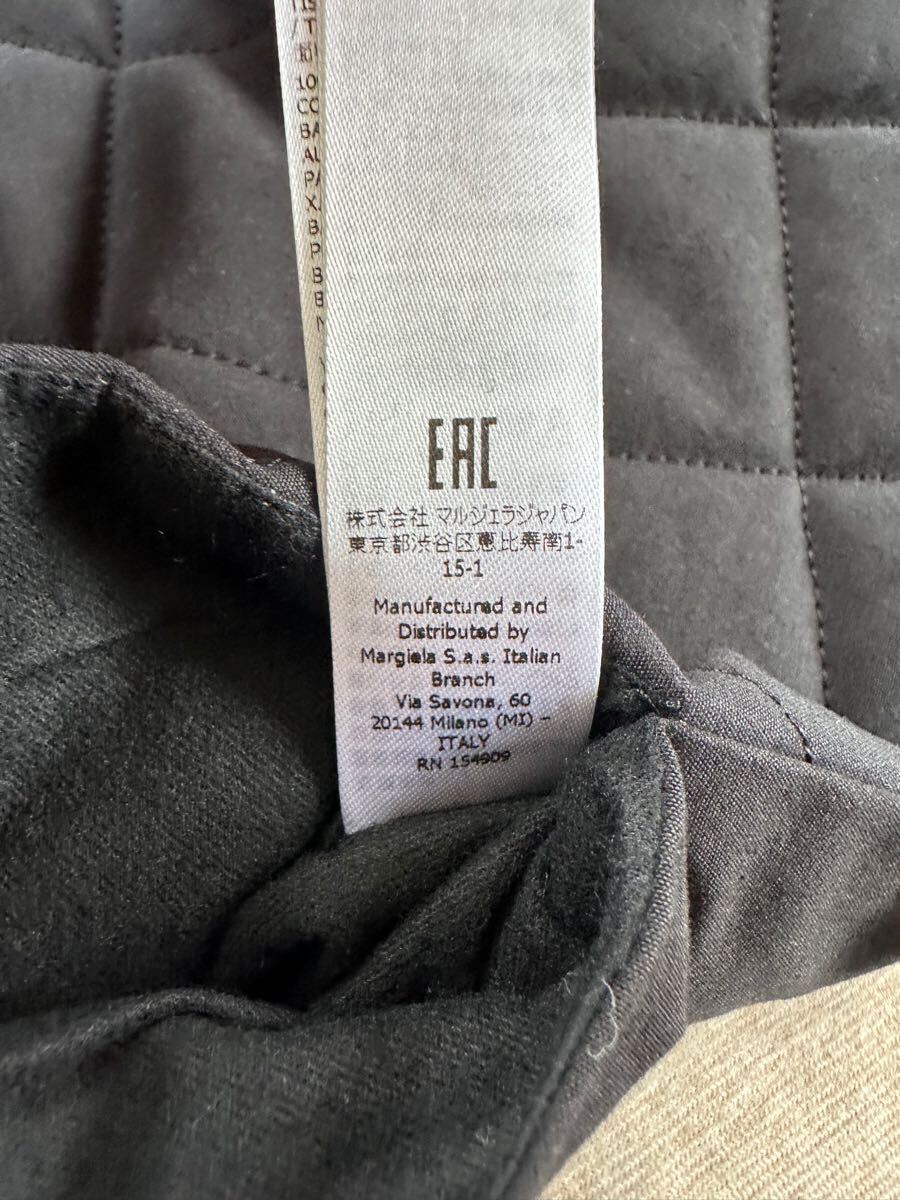 10
EAC
株式会社 マルジェラジャパン
東京都渋谷区恵比寿南1-
15-1
Manufactured and
Distributed by
Margiela S.a.s. Italian
Branch
Via Savona, 60
20144 Milano (MI) -
ITALY
RN 154909